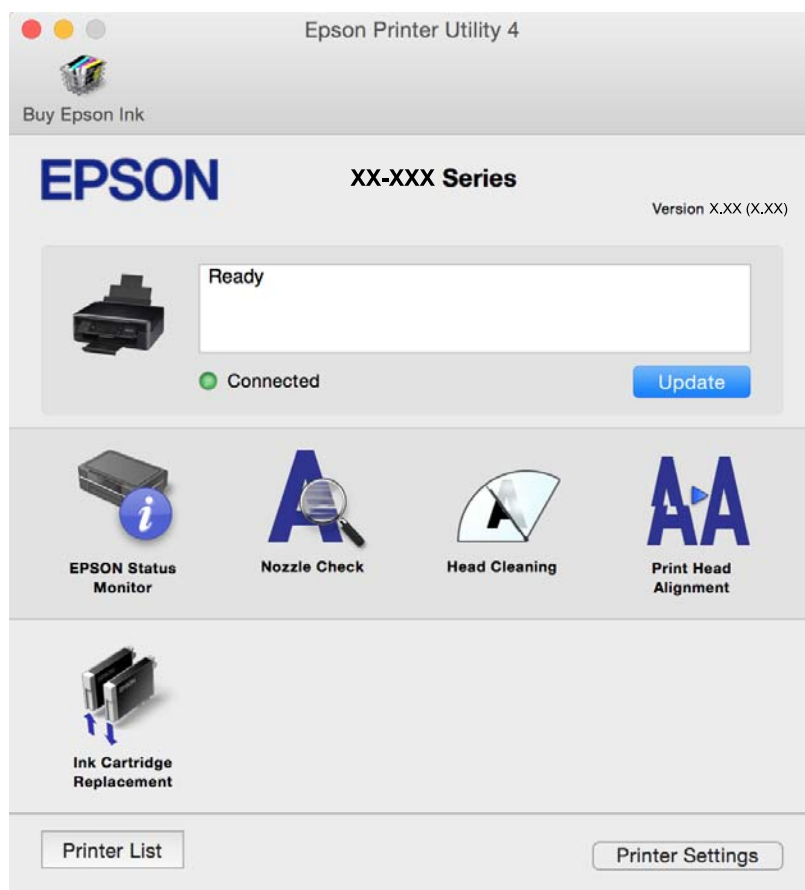 Epson Printer Utility 4
Buy Epson Ink
EPSON
XX-XXX Series
Version X.XX (X.XX)
Ready
Connected
Update
EPSON Status
Monitor
Nozzle Check
Head Cleaning
Print Head
Alignment
Ink Cartridge
Replacement
Printer List
Printer Settings